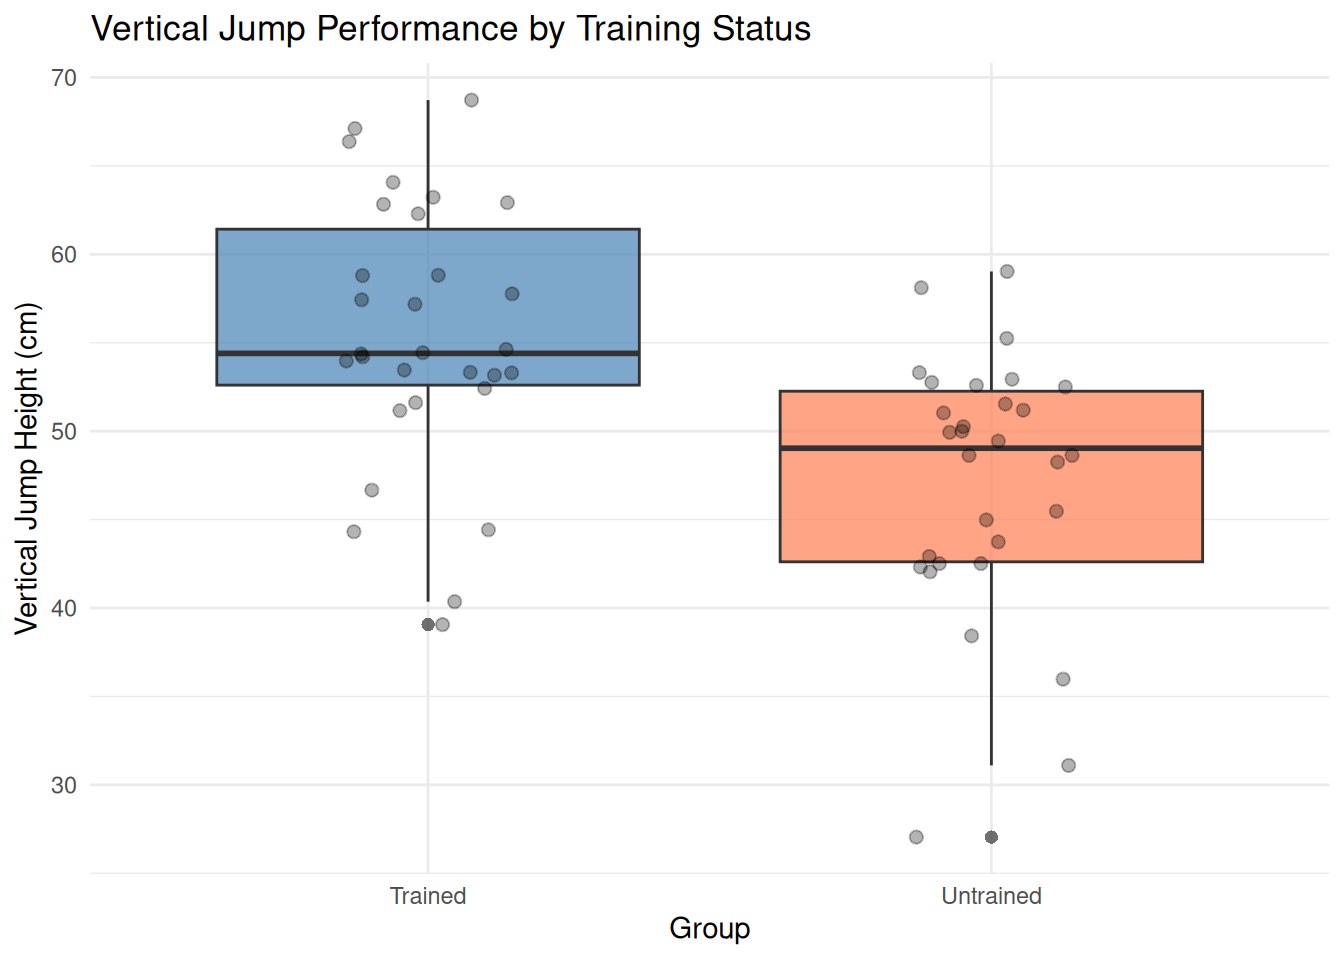 Vertical Jump Performance by Training Status
Vertical Jump Height (cm)
70
60
50
40
30
Trained
Untrained
Group